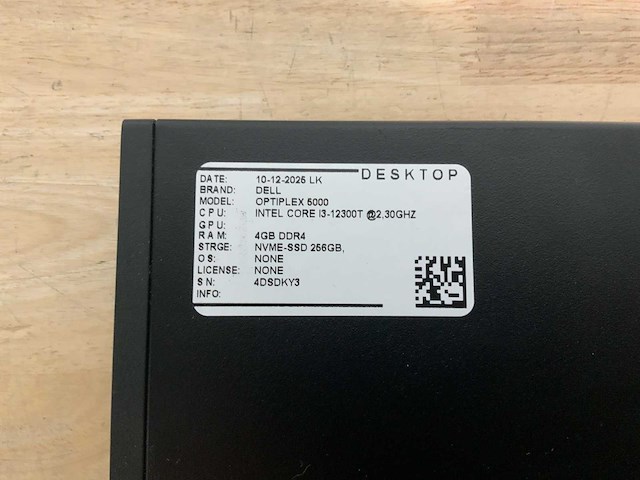 DESKTOP
DATE: 10-12-2025 LK
BRAND: DELL
MODEL: OPTIPLEX 5000
CPU: INTEL CORE I3-12300T @2.30GHZ
GPU:
RAM: 4GB DDR4
STRGE: NVME-SSD 256GB,
OS: NONE
LICENSE: NONE
SN: 4DSDKY3
INFO: